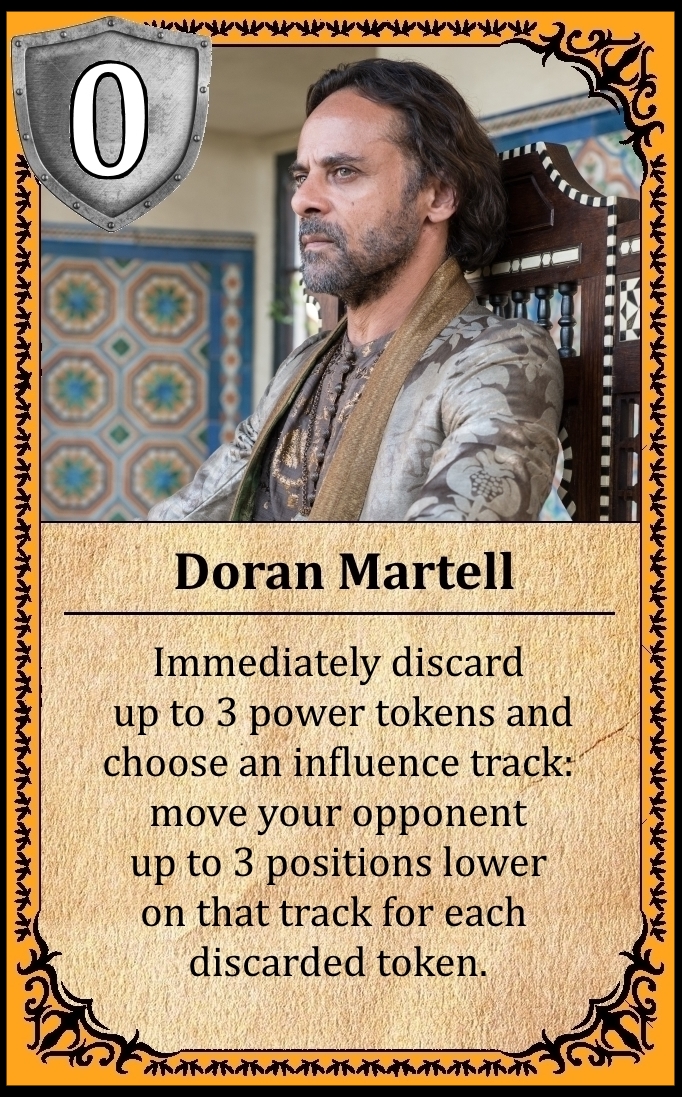 0
Doran Martell
Immediately discard
up to 3 power tokens and
choose an influence track:
move your opponent
up to 3 positions lower
on that track for each
discarded token.